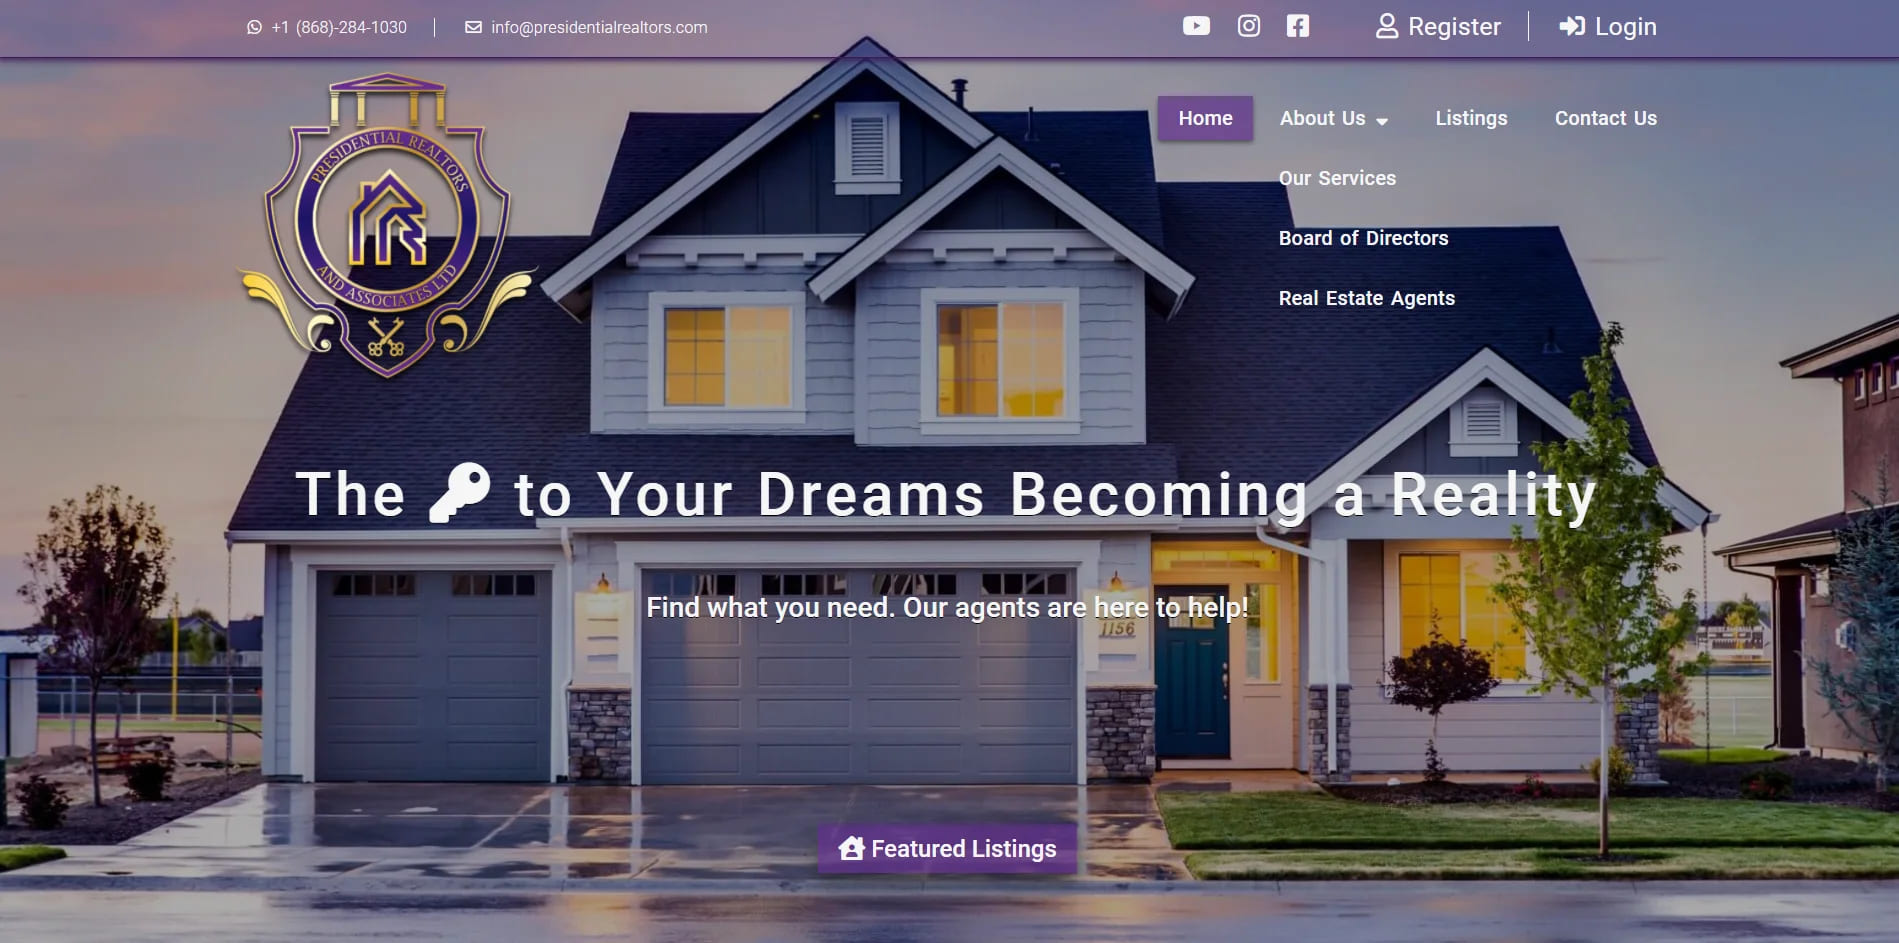 +1 (868)-284-1030
info@presidentialrealtors.com
Register
Login
PRESIDENTIAL REALTORS
AND ASSOCIATES LTD
Home
About Us
Listings
Contact Us
Our Services
Board of Directors
Real Estate Agents
The to Your Dreams Becoming a Reality
Find what you need. Our agents are here to help!
1156
Featured Listings